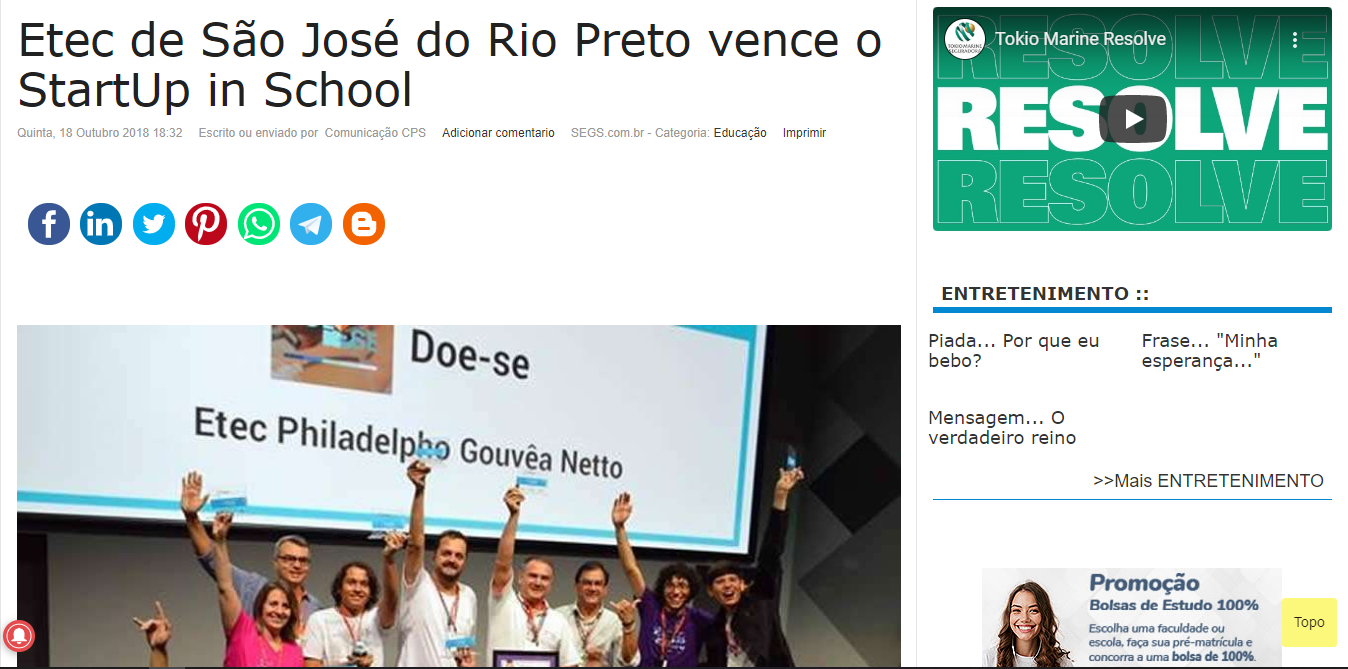 Etec de São José do Rio Preto vence o
StartUp in School
Quinta, 18 Outubro 2018 18:32 Escrito ou enviado por Comunicação CPS Adicionar comentario SEGS.com.br - Categoria: Educação Imprimir
Doe-se
Etec Philadelpho Gouvêa Netto
TOKIO MARINE
SEGURADORA
Tokio Marine Resolve
RESOLVE
RESOLVE
RESOLVE
ENTRETENIMENTO ::
Piada... Por que eu
bebo?
Frase... "Minha
esperança..."
Mensagem... O
verdadeiro reino
>>Mais ENTRETENIMENTO
Promoção
Bolsas de Estudo 100%
Escolha uma faculdade ou
escola, faça sua pré-matrícula e
concorra a uma bolsa de 100%.
Topo